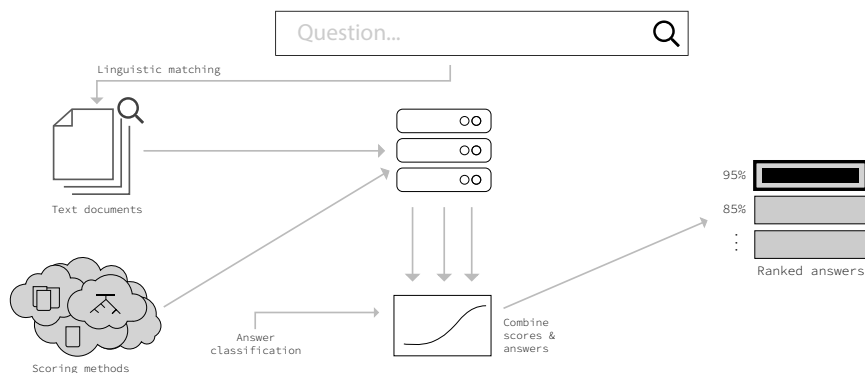 Question...
Linguistic matching
Text documents
95%
85%
Ranked answers
Combine
scores &
answers
Answer
classification
Scoring methods